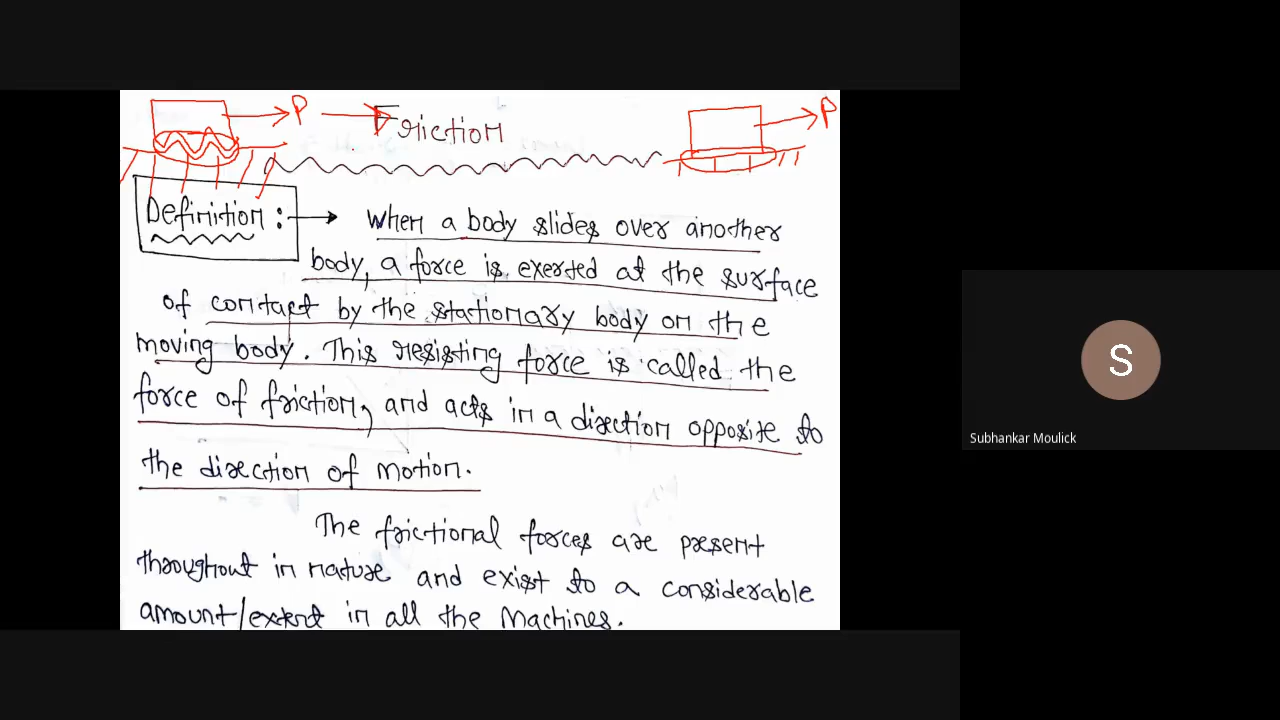 P
Friction
P
Definition :→ When a body slides over another
body, a force is exerted at the surface
of contact by the stationary body on the
moving body. This resisting force is called the
force of friction, and acts in a direction opposite to
the direction of motion.
The frictional forces are present
throughout in nature and exist to a considerable
amount/extent in all the Machines.
S
Subhankar Moulick